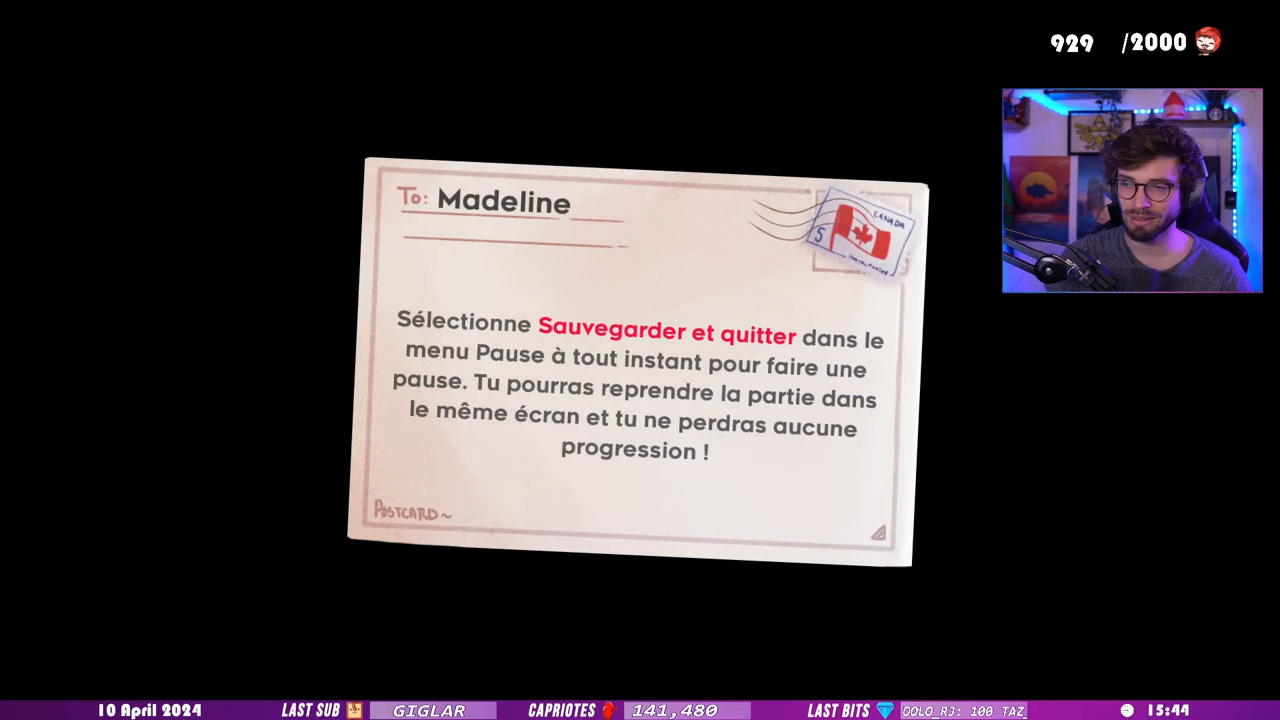 929 /2000
To: Madeline
CANADA
5
Sélectionne Sauvegarder et quitter dans le
menu Pause à tout instant pour faire une
pause. Tu pourras reprendre la partie dans
le même écran et tu ne perdras aucune
progression !
POSTCARD~
10 April 2024 LAST SUB GIGLAR CAPRIOTES 141,480 LAST BITS OOLO_RJ: 100 TAZ 15:44